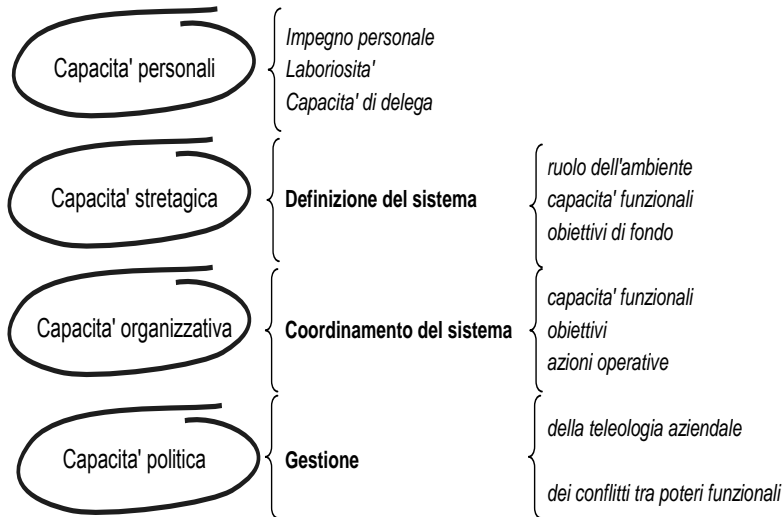 Capacita' personali
Impegno personale
Laboriosita'
Capacita' di delega
Capacita' stretagica
Definizione del sistema
ruolo dell'ambiente
capacita' funzionali
obiettivi di fondo
Capacita' organizzativa
Coordinamento del sistema
capacita' funzionali
obiettivi
azioni operative
Capacita' politica
Gestione
della teleologia aziendale
dei conflitti tra poteri funzionali